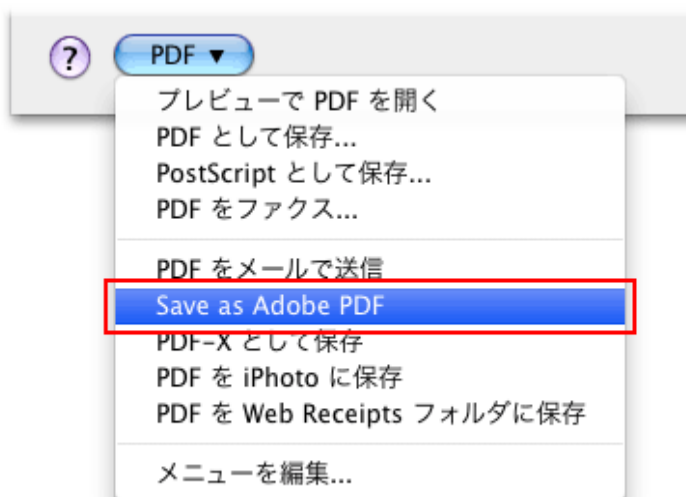 ?
PDF ▼
プレビューで PDF を開く
PDF として保存...
PostScript として保存...
PDF をファクス...
PDF をメールで送信
Save as Adobe PDF
PDF-X として保存
PDF を iPhoto に保存
PDF を Web Receipts フォルダに保存
メニューを編集...